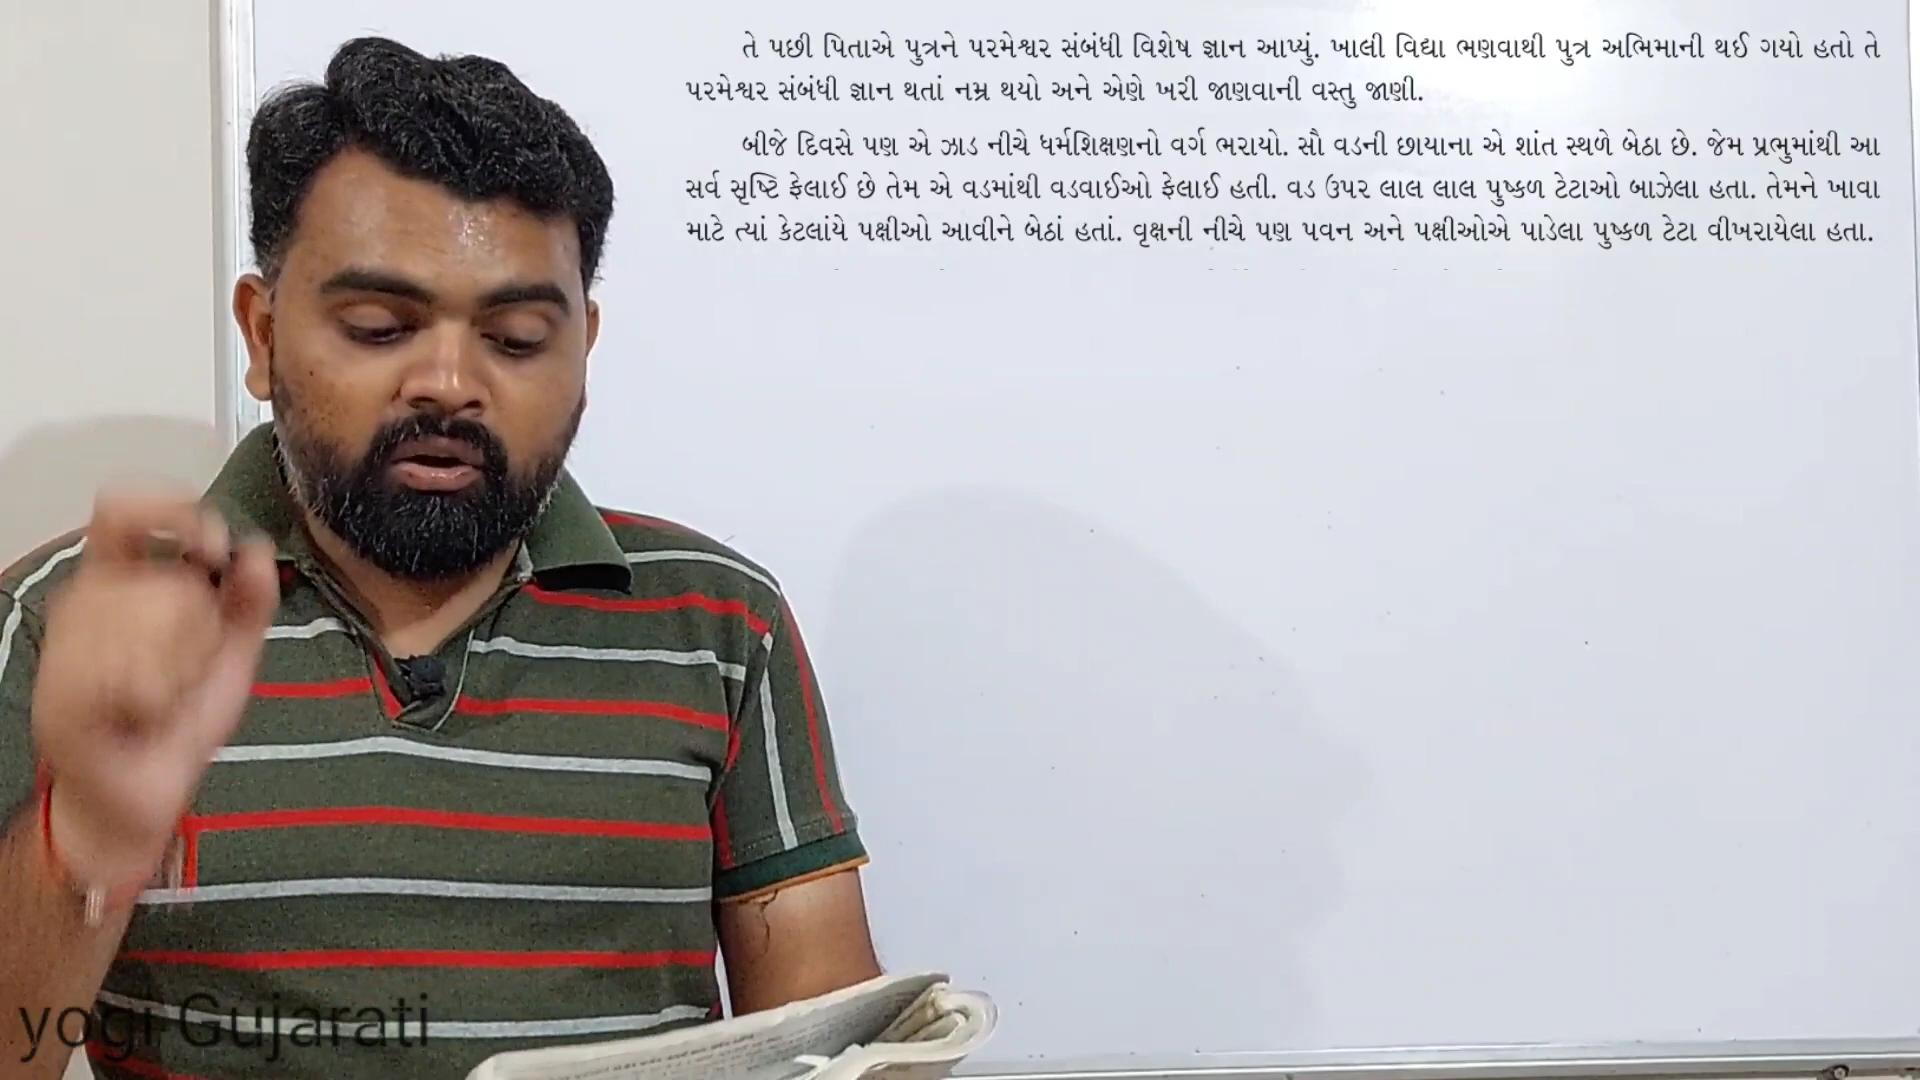 તે પછી પિતાએ પુત્રને પરમેશ્વર સંબંધી વિશેષ જ્ઞાન આપ્યું. ખાલી વિદ્યા ભણવાથી પુત્ર અભિમાની થઈ ગયો હતો તે
પરમેશ્વર સંબંધી જ્ઞાન થતાં નમ્ર થયો અને એણે ખરી જાણવાની વસ્તુ જાણી.
બીજે દિવસે પણ એ ઝાડ નીચે ધર્મશિક્ષણનો વર્ગ ભરાયો. સૌ વડની છાયાના એ શાંત સ્થળે બેઠા છે. જેમ પ્રભુમાંથી આ
સર્વ સૃષ્ટિ ફેલાઈ છે તેમ એ વડમાંથી વડવાઈઓ ફેલાઈ હતી. વડ ઉપર લાલ લાલ પુષ્કળ ટેટાઓ બાઝેલા હતા. તેમને ખાવા
માટે ત્યાં કેટલાંયે પક્ષીઓ આવીને બેઠાં હતાં. વૃક્ષની નીચે પણ પવન અને પક્ષીઓએ પાડેલા પુષ્કળ ટેટા વીખરાયેલા હતા.
yogi Gujarati